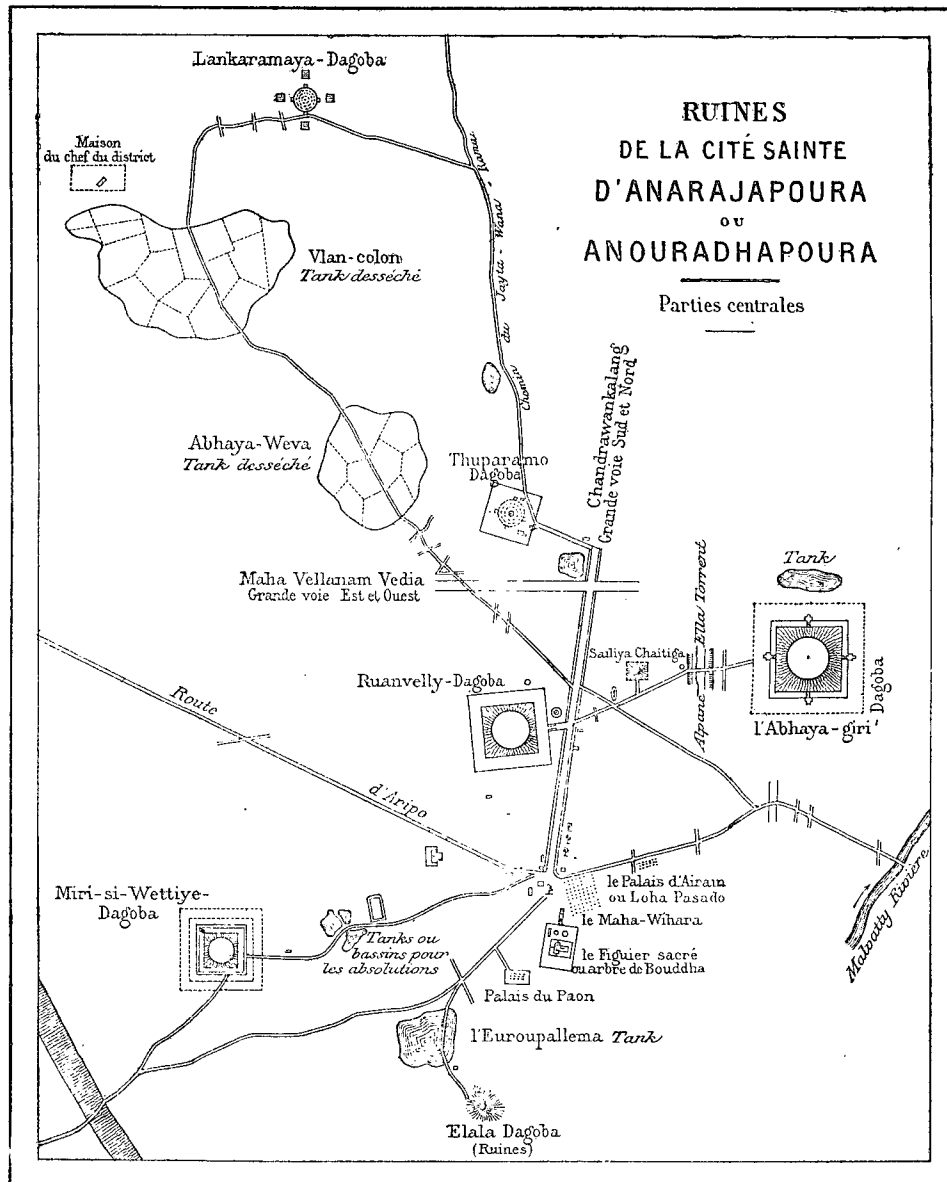 RUINES
DE LA CITÉ SAINTE
D'ANARAJAPOURA
OU
ANOURADHAPOURA
Parties centrales
Lankaramaya-Dagoba
Maison
du chef du district
Vlan-colon
Tank desséché
Chemin du Jayta-Wana-Rama
Abhaya-Weva
Tank desséché
Thuparamo
Dagoba
Chandrawankalang
Grande voie Sud et Nord
Maha Vellanam Vedia
Grande voie Est et Ouest
Alpane Ella Torrent
Tank
Sailiya Chaitiga
Ruanvelly-Dagoba
l'Abhaya-giri
Dagoba
Route d'Aripo
Miri-si-Wettiye-
Dagoba
Tanks ou
bassins pour
les absolutions
le Palais d'Airain
ou Loha Pasado
le Maha-Wihara
le Figuier sacré
ou arbre de Bouddha
Malvatty Rivière
Palais du Paon
l'Europallema Tank
Elala Dagoba
(Ruines)